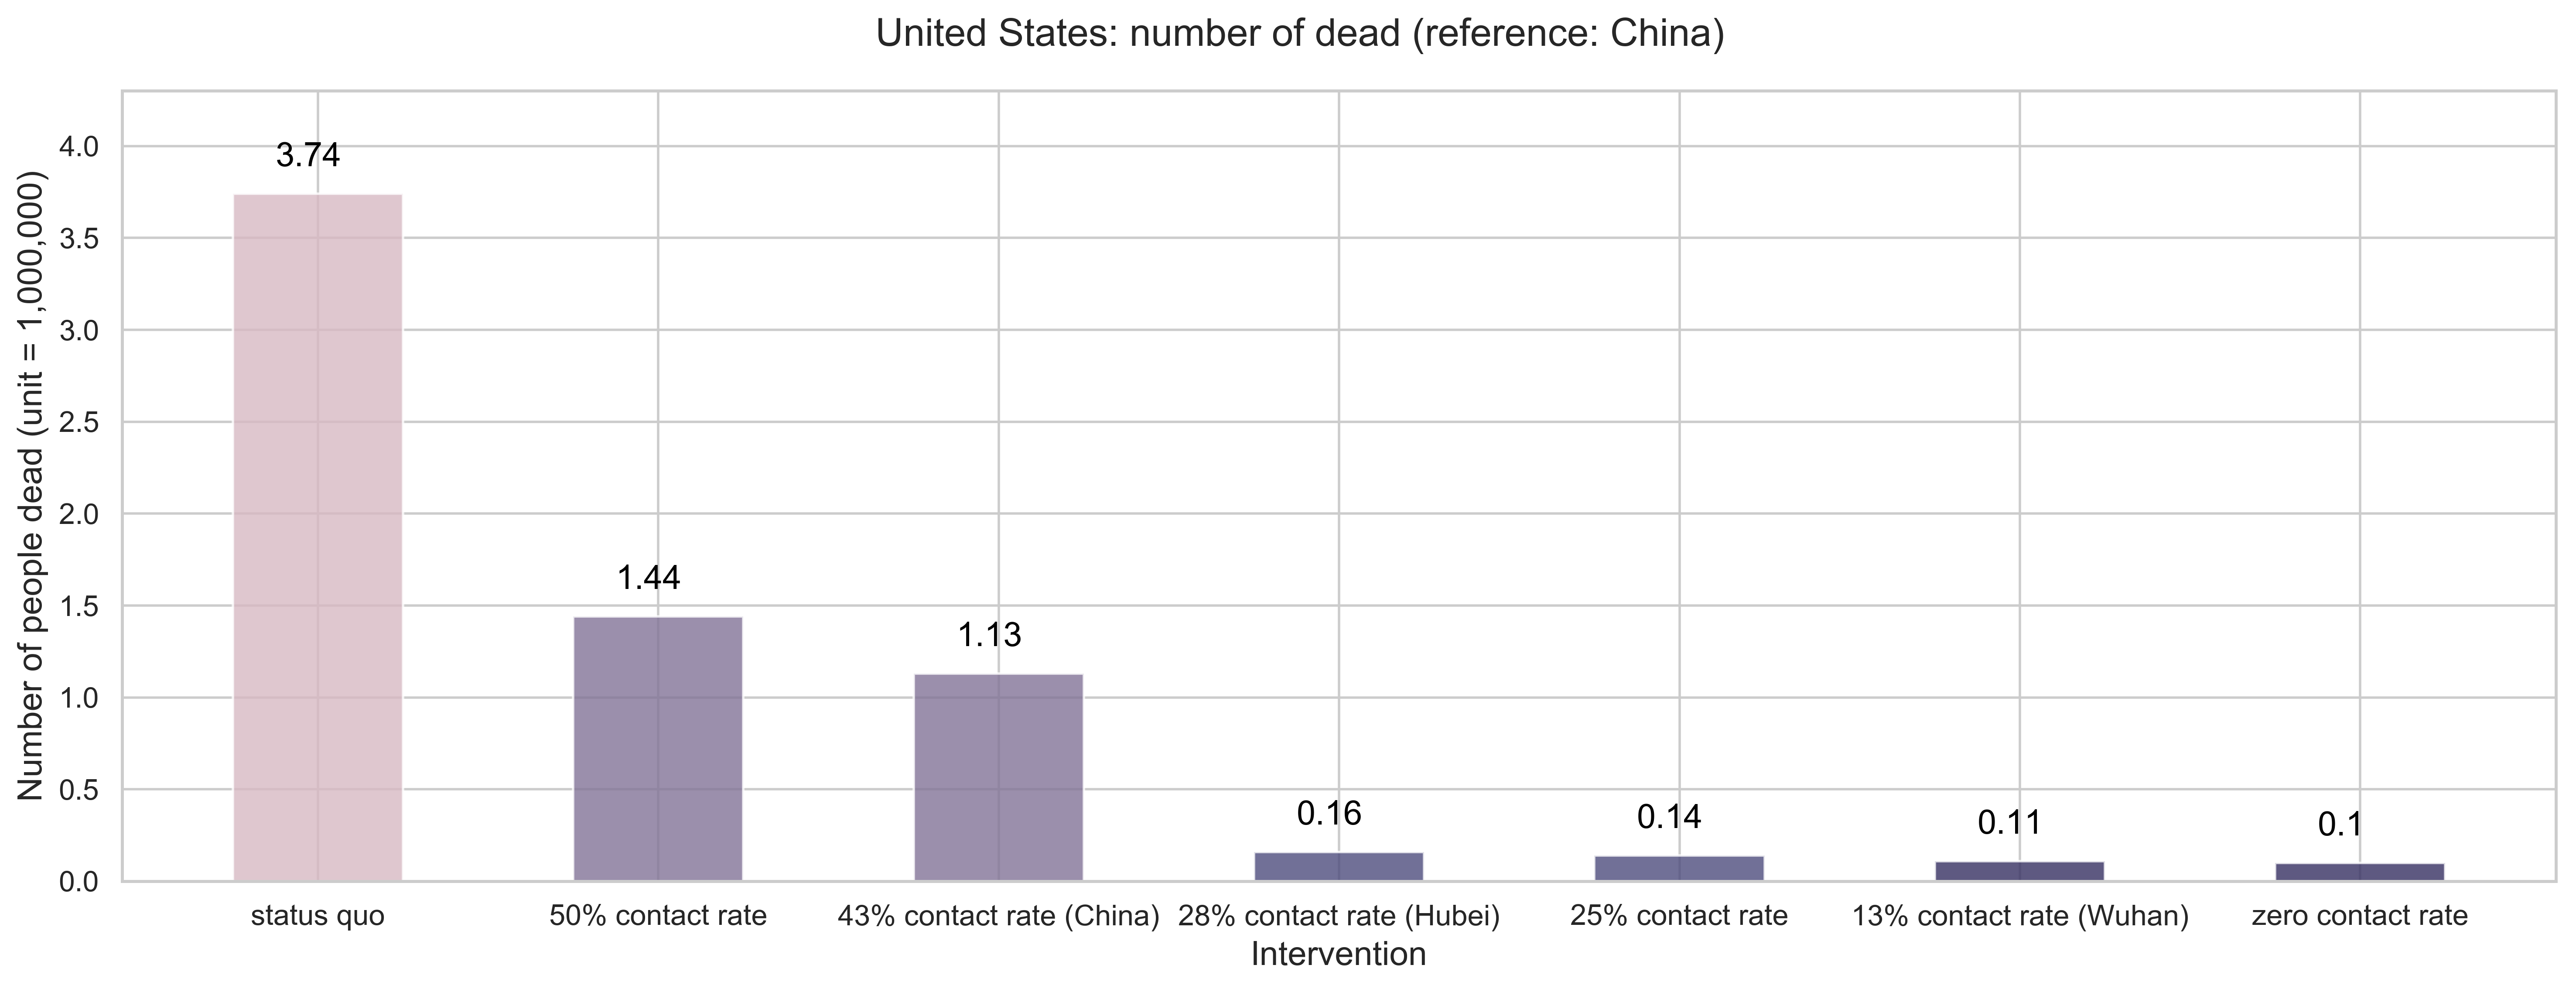 United States: number of dead (reference: China)
Number of people dead (unit = 1,000,000)
4.0
3.5
3.0
2.5
2.0
1.5
1.0
0.5
0.0
3.74
1.44
1.13
0.16
0.14
0.11
0.1
status quo
50% contact rate
43% contact rate (China)
28% contact rate (Hubei)
25% contact rate
13% contact rate (Wuhan)
zero contact rate
Intervention